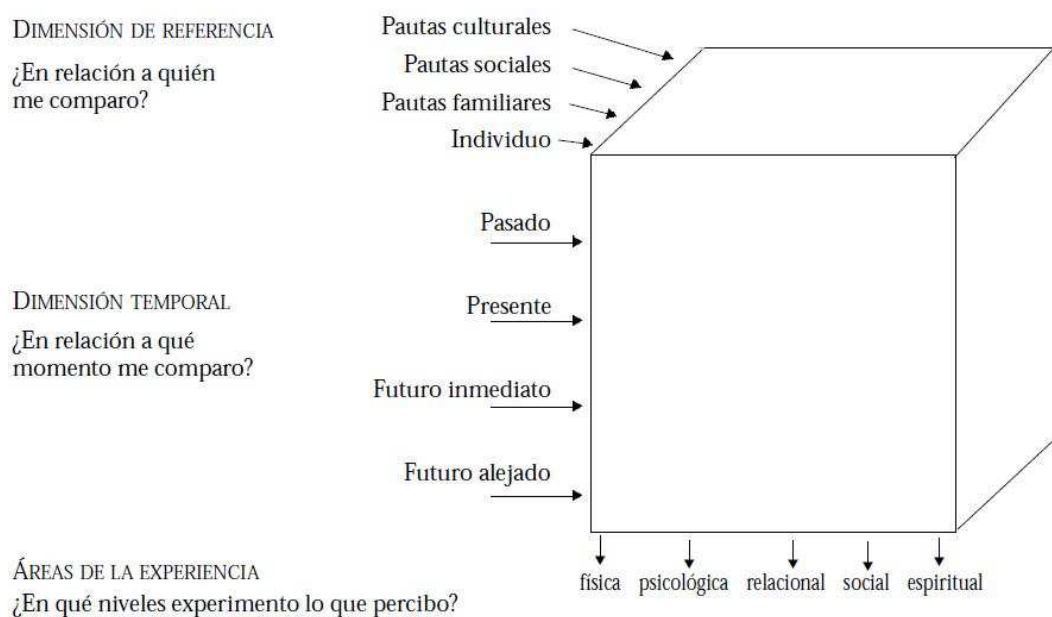 DIMENSIÓN DE REFERENCIA
¿En relación a quién
me comparo?
Pautas culturales
Pautas sociales
Pautas familiares
Individuo
Pasado
DIMENSIÓN TEMPORAL
¿En relación a qué
momento me comparo?
Presente
Futuro inmediato
Futuro alejado
ÁREAS DE LA EXPERIENCIA
¿En qué niveles experimento lo que percibo?
física psicológica relacional social espiritual